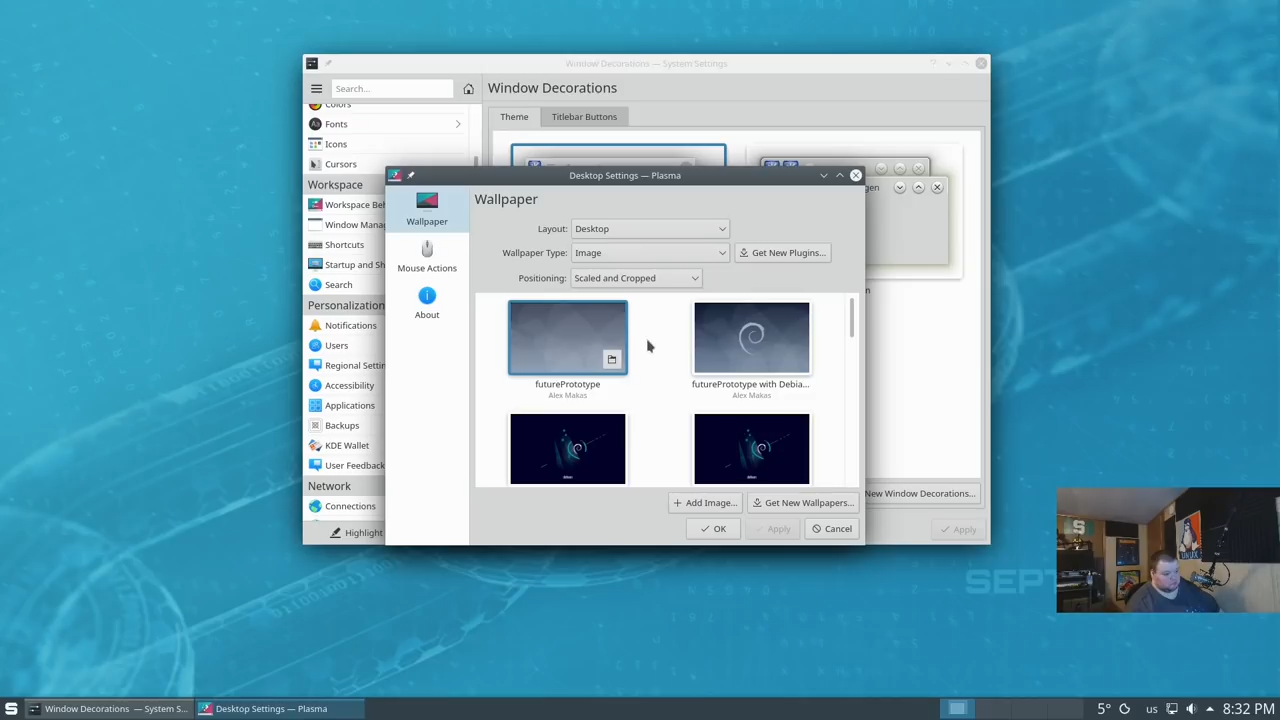 Window Decorations — System Settings
Search...
Window Decorations
Colors
Fonts
Icons
Cursors
Workspace
Workspace Beh
Window Manag
Shortcuts
Startup and Sh
Search
Personalization
Notifications
Users
Regional Setti
Accessibility
Applications
Backups
KDE Wallet
User Feedback
Network
Connections
Highlight
Theme
Titlebar Buttons
gen
New Window Decorations...
Apply
Desktop Settings — Plasma
Wallpaper
Mouse Actions
About
Wallpaper
Layout: Desktop
Wallpaper Type: Image
Get New Plugins...
Positioning: Scaled and Cropped
futurePrototype
Alex Makas
futurePrototype with Debia...
Alex Makas
Add Image...
Get New Wallpapers...
OK
Apply
Cancel
SEPT
LINUX
Window Decorations — System S...
Desktop Settings — Plasma
5°
us
8:32 PM